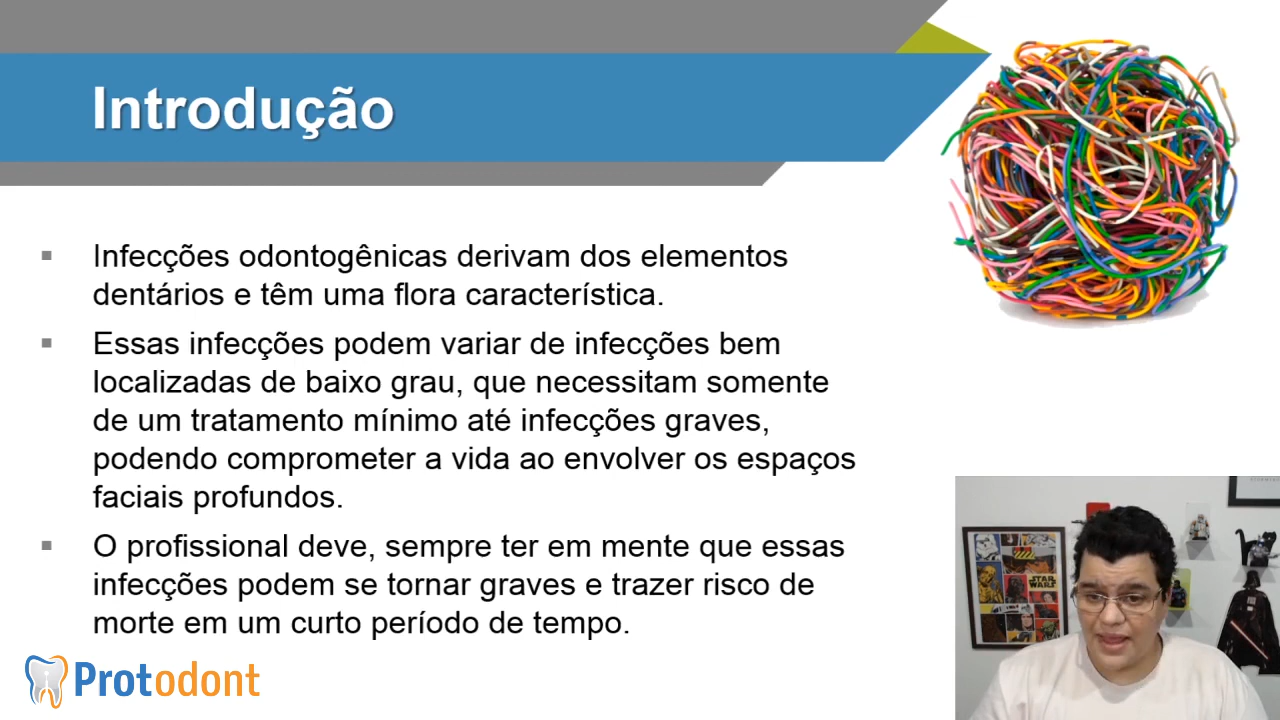 Introdução
Infecções odontogênicas derivam dos elementos
dentários e têm uma flora característica.
Essas infecções podem variar de infecções bem
localizadas de baixo grau, que necessitam somente
de um tratamento mínimo até infecções graves,
podendo comprometer a vida ao envolver os espaços
faciais profundos.
O profissional deve, sempre ter em mente que essas
infecções podem se tornar graves e trazer risco de
morte em um curto período de tempo.
Protodont
STAR
WARS